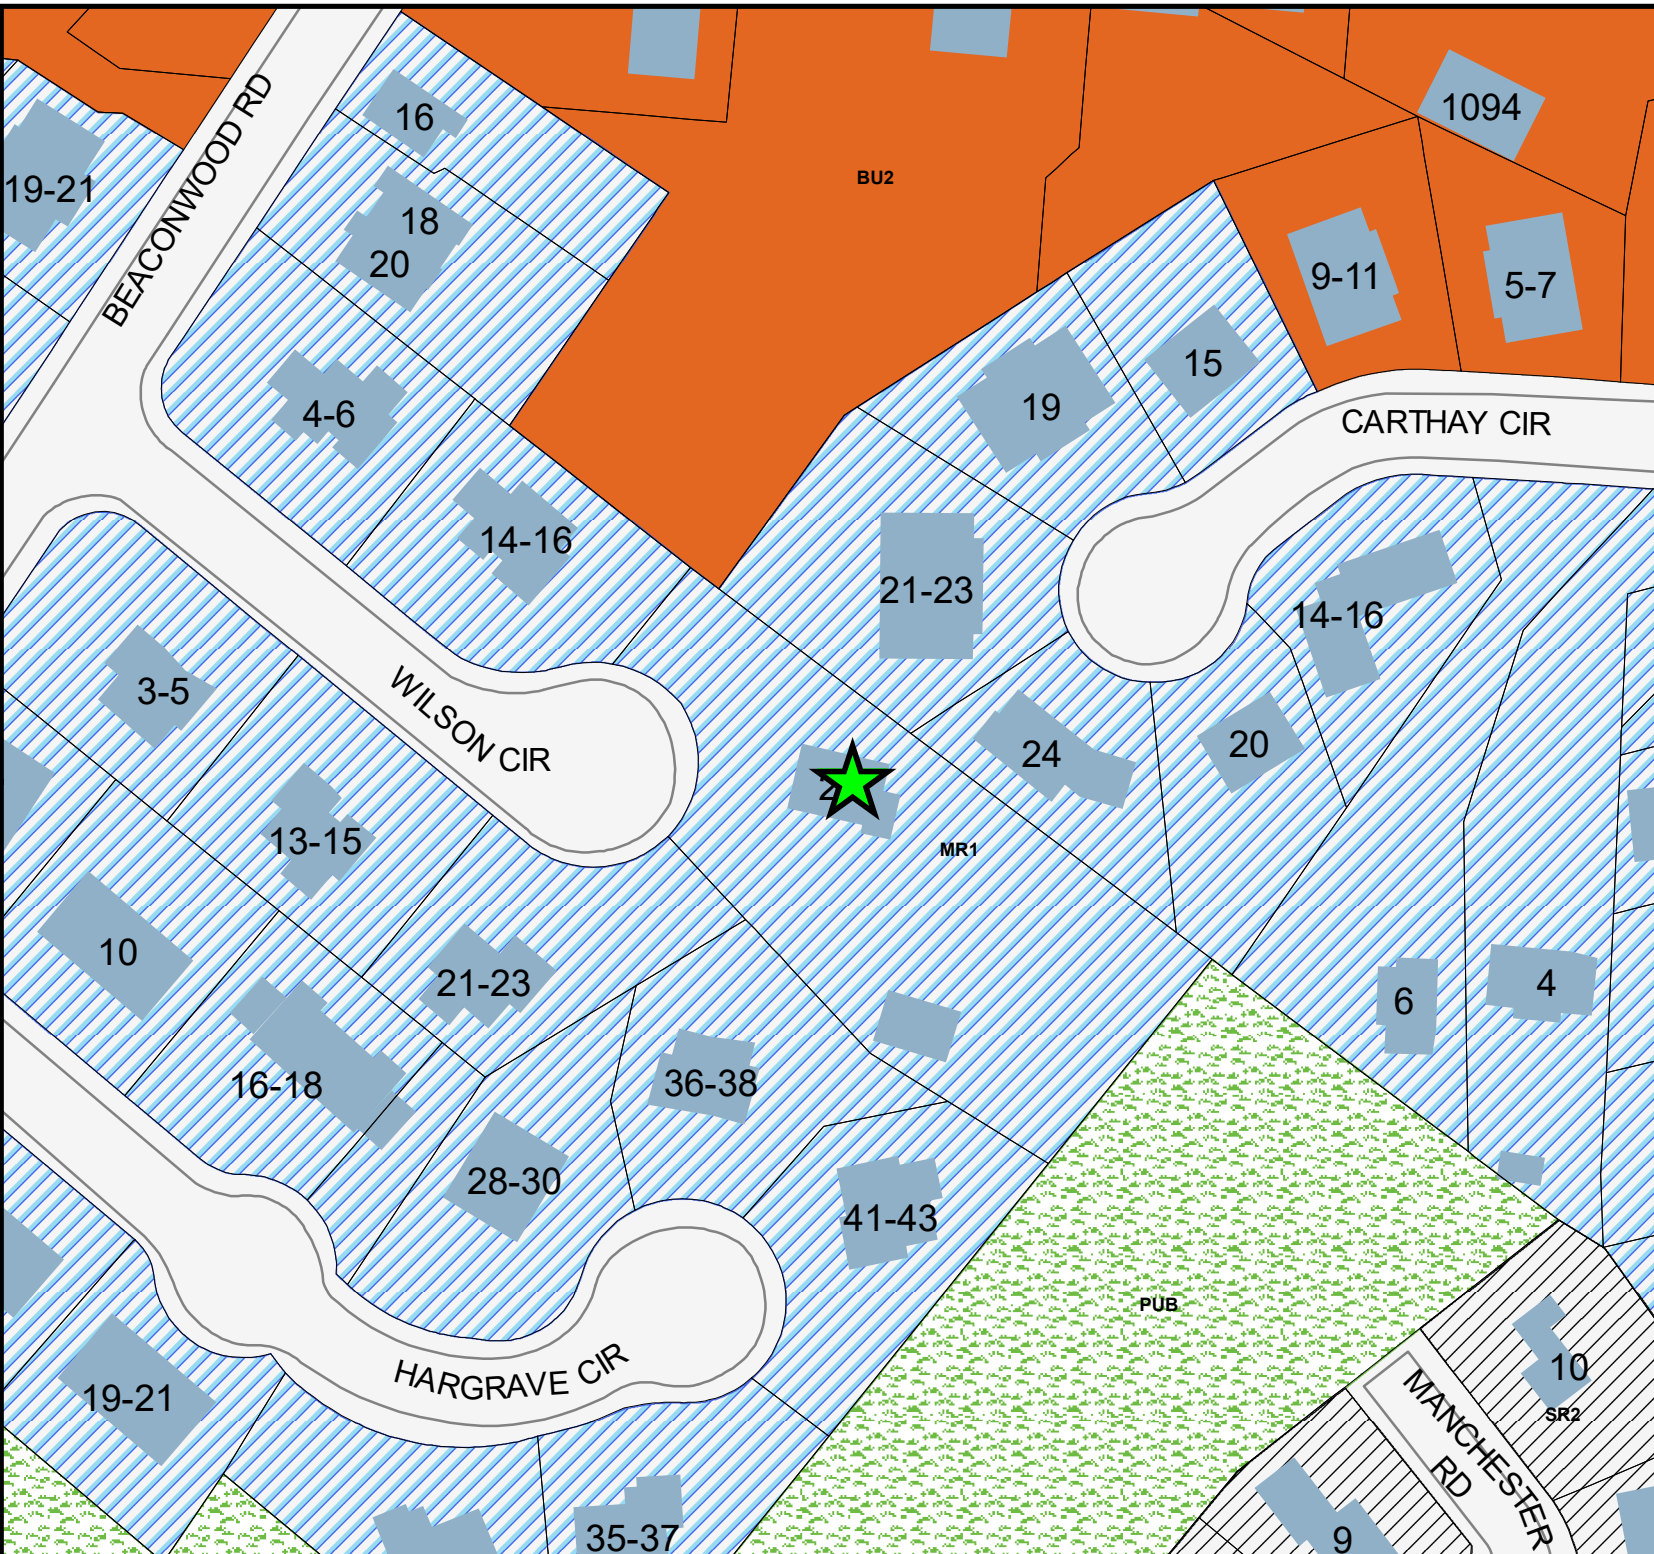 1094
16
BU2
BEACONWOOD RD
19-21
18
20
9-11
5-7
15
19
4-6
CARTHAY CIR
14-16
21-23
14-16
3-5
WILSON CIR
24
20
13-15
MR1
10
21-23
4
6
16-18
36-38
28-30
41-43
PUB
HARGRAVE CIR
10
19-21
SR2
MANCHESTER
RD
35-37
9